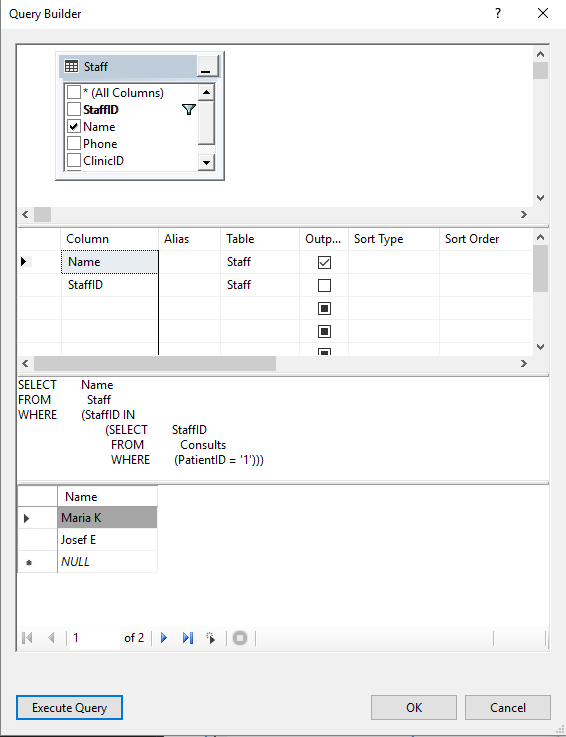 Query Builder
?
Staff
* (All Columns)
StaffID
Name
Phone
ClinicID
Column Alias Table Outp... Sort Type Sort Order
Name Staff
StaffID Staff
SELECT Name
FROM Staff
WHERE (StaffID IN
(SELECT StaffID
FROM Consults
WHERE (PatientID = '1')))
Name
Maria K
Josef E
NULL
1 of 2
Execute Query OK Cancel